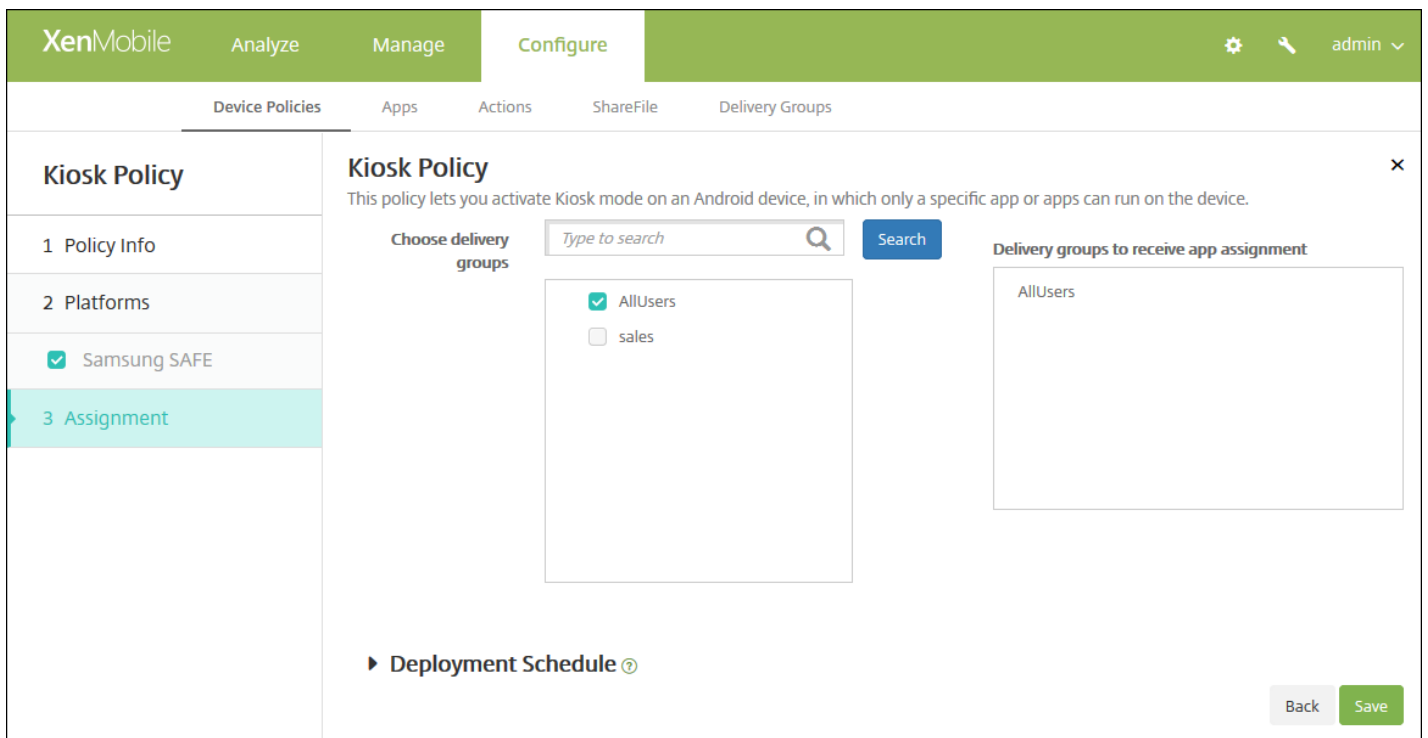 XenMobile Analyze Manage Configure admin
Device Policies Apps Actions ShareFile Delivery Groups
Kiosk Policy
1 Policy Info
2 Platforms
Samsung SAFE
3 Assignment
Kiosk Policy
This policy lets you activate Kiosk mode on an Android device, in which only a specific app or apps can run on the device.
Choose delivery
groups
Type to search
Search
AllUsers
sales
Delivery groups to receive app assignment
AllUsers
Deployment Schedule ?
Back Save